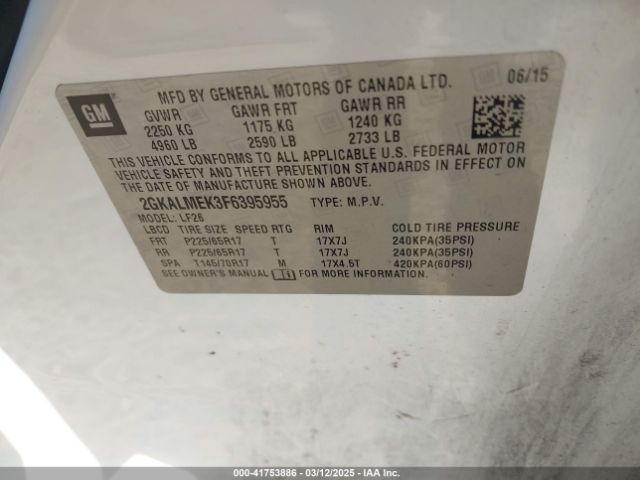 GM
MFD BY GENERAL MOTORS OF CANADA LTD. 06/15
GVWR GAWR FRT GAWR RR
2250 KG 1175 KG 1240 KG
4960 LB 2590 LB 2733 LB
THIS VEHICLE CONFORMS TO ALL APPLICABLE U.S. FEDERAL MOTOR
VEHICLE SAFETY AND THEFT PREVENTION STANDARDS IN EFFECT ON
THE DATE OF MANUFACTURE SHOWN ABOVE.
2GKALMEK3F6395955 TYPE: M.P.V.
MODEL: LF26
LBCD TIRE SIZE SPEED RTG RIM COLD TIRE PRESSURE
FRT P225/65R17 T 17X7J 240KPA(35PSI)
RR P225/65R17 T 17X7J 240KPA(35PSI)
SPA T145/70R17 M 17X4.5T 420KPA(60PSI)
SEE OWNER'S MANUAL FOR MORE INFORMATION.
000-41753886 - 03/12/2025 - IAA Inc.